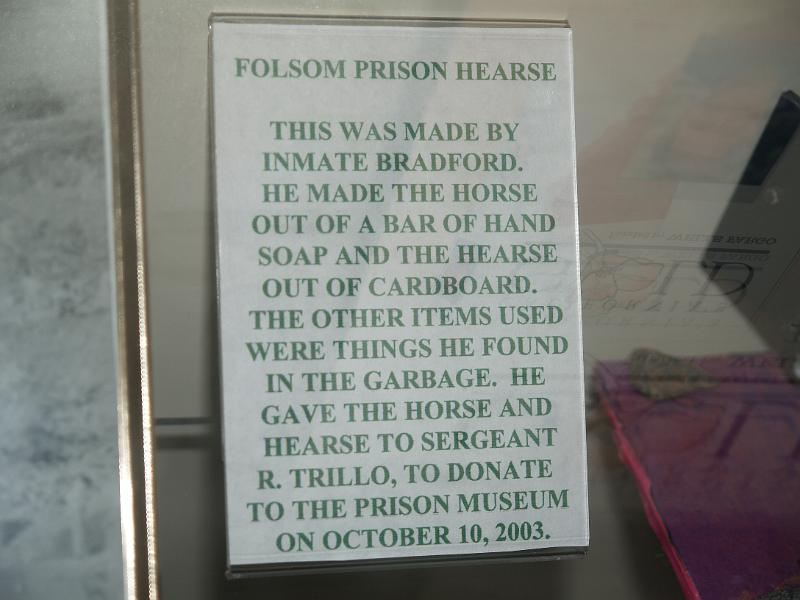 FOLSOM PRISON HEARSE
THIS WAS MADE BY
INMATE BRADFORD.
HE MADE THE HORSE
OUT OF A BAR OF HAND
SOAP AND THE HEARSE
OUT OF CARDBOARD.
THE OTHER ITEMS USED
WERE THINGS HE FOUND
IN THE GARBAGE. HE
GAVE THE HORSE AND
HEARSE TO SERGEANT
R. TRILLO, TO DONATE
TO THE PRISON MUSEUM
ON OCTOBER 10, 2003.